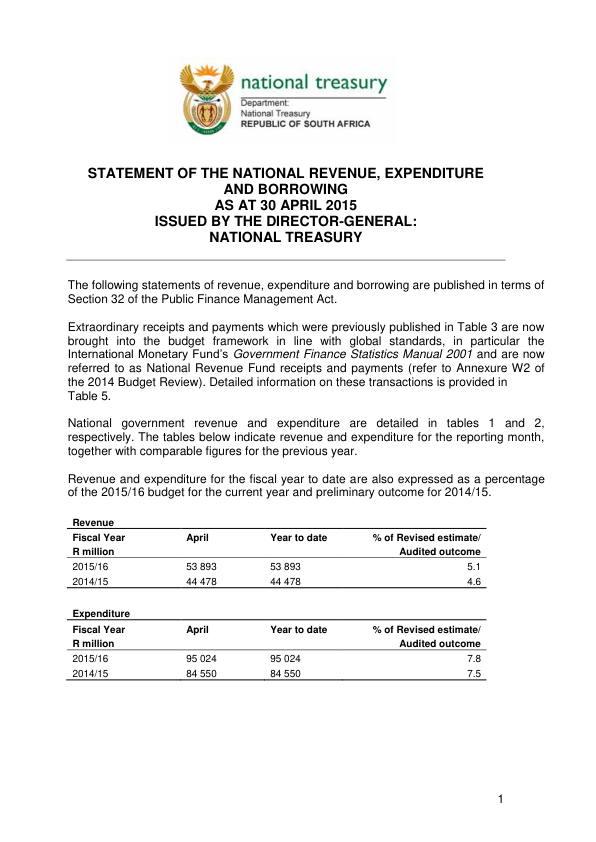 national treasury
Department:
National Treasury
REPUBLIC OF SOUTH AFRICA
STATEMENT OF THE NATIONAL REVENUE, EXPENDITURE
AND BORROWING
AS AT 30 APRIL 2015
ISSUED BY THE DIRECTOR-GENERAL:
NATIONAL TREASURY
The following statements of revenue, expenditure and borrowing are published in terms of
Section 32 of the Public Finance Management Act.
Extraordinary receipts and payments which were previously published in Table 3 are now
brought into the budget framework in line with global standards, in particular the
International Monetary Fund's Government Finance Statistics Manual 2001 and are now
referred to as National Revenue Fund receipts and payments (refer to Annexure W2 of
the 2014 Budget Review). Detailed information on these transactions is provided in
Table 5.
National government revenue and expenditure are detailed in tables 1 and 2,
respectively. The tables below indicate revenue and expenditure for the reporting month,
together with comparable figures for the previous year.
Revenue and expenditure for the fiscal year to date are also expressed as a percentage
of the 2015/16 budget for the current year and preliminary outcome for 2014/15.
Revenue
Fiscal Year April Year to date % of Revised estimate/
R million Audited outcome
2015/16 53 893 53 893 5.1
2014/15 44 478 44 478 4.6
Expenditure
Fiscal Year April Year to date % of Revised estimate/
R million Audited outcome
2015/16 95 024 95 024 7.8
2014/15 84 550 84 550 7.5
1